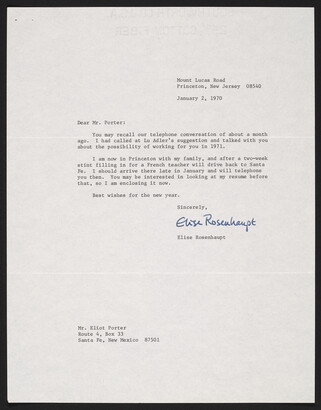 Mount Lucas Road
Princeton, New Jersey 08540
January 2, 1970
Dear Mr. Porter:
You may recall our telephone conversation of about a month
ago. I had called at Lu Adler's suggestion and talked with you
about the possibility of working for you in 1971.
I am now in Princeton with my family, and after a two-week
stint filling in for a French teacher will drive back to Santa
Fe. I should arrive there late in January and will telephone
you then. You may be interested in looking at my resume before
that, so I am enclosing it now.
Best wishes for the new year.
Sincerely,
Elise Rosenhaupt
Elise Rosenhaupt
Mr. Eliot Porter
Route 4, Box 33
Santa Fe, New Mexico 87501